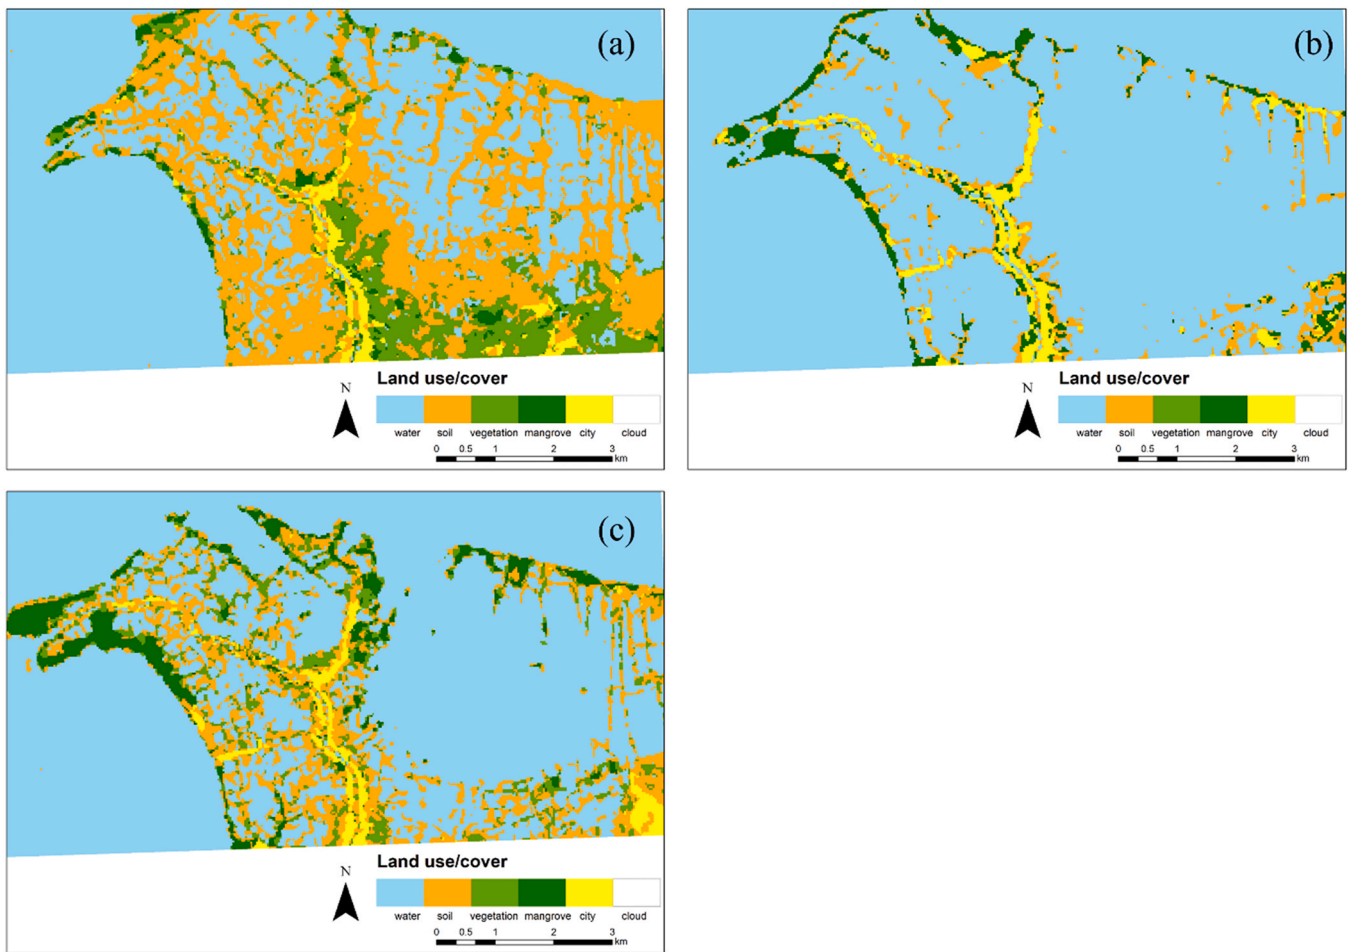 (a)
Land use/cover
N
water soil vegetation mangrove city cloud
0 0.5 1 2 3
km
(b)
Land use/cover
N
water soil vegetation mangrove city cloud
0 0.5 1 2 3
km
(c)
Land use/cover
N
water soil vegetation mangrove city cloud
0 0.5 1 2 3
km